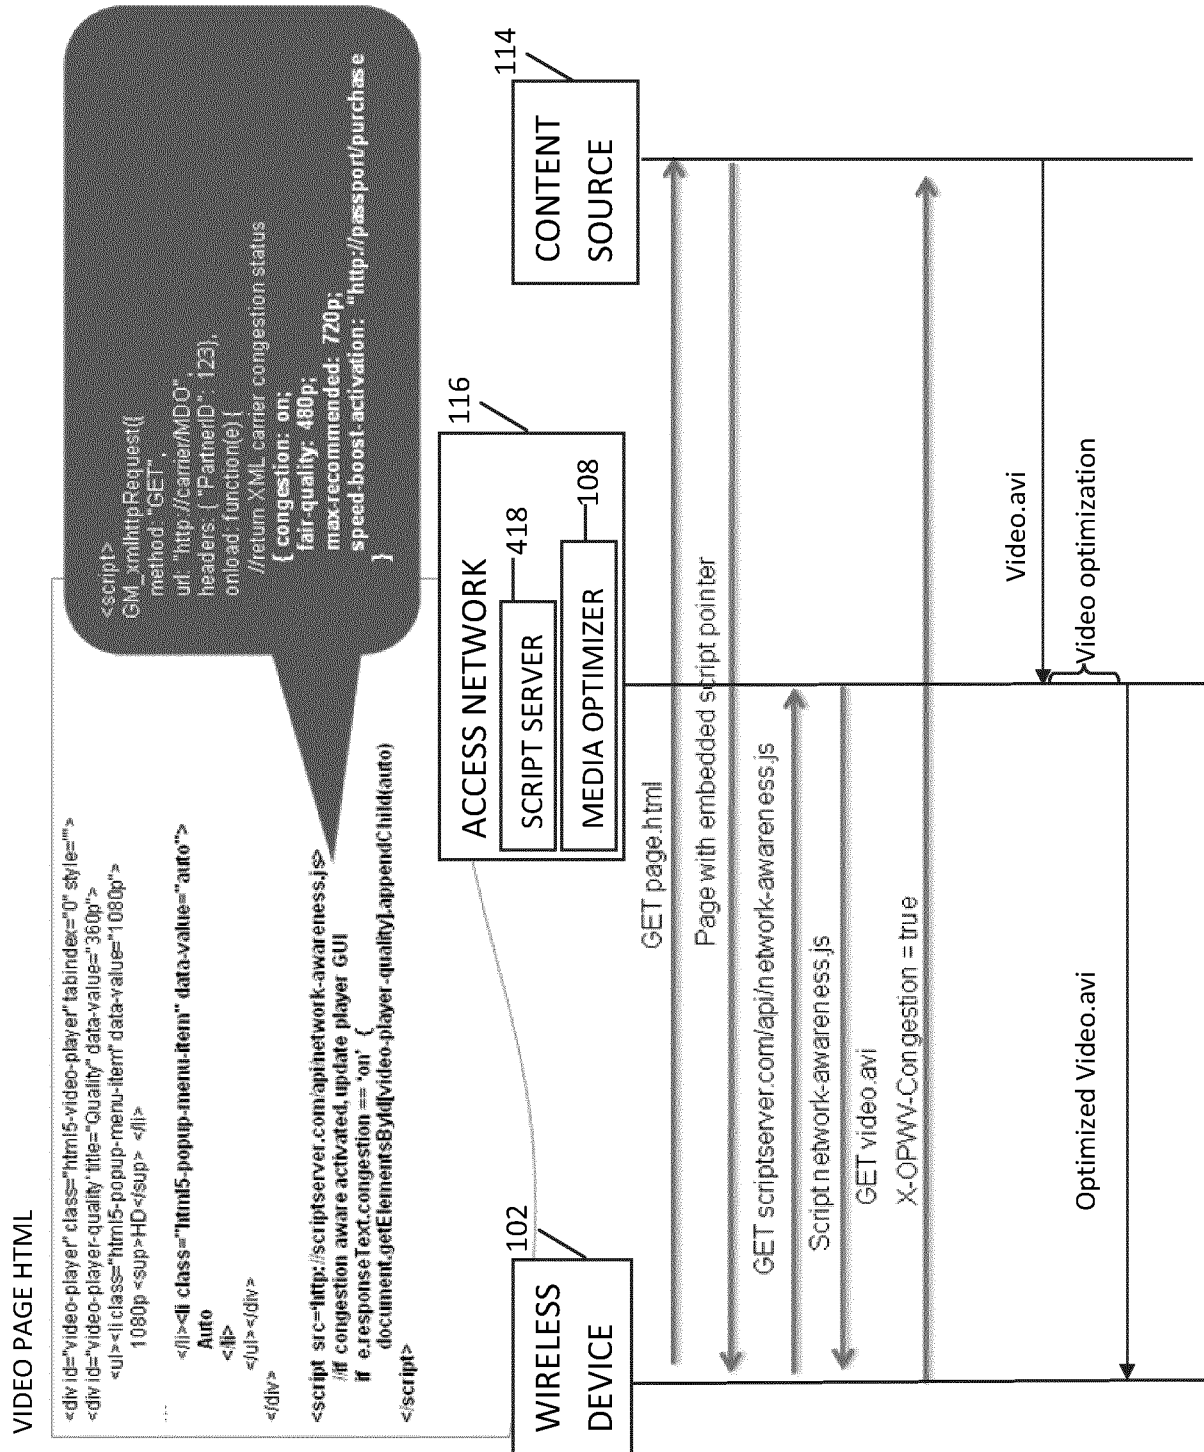 VIDEO PAGE HTML
<div id="video-player" class="html5-video-player" tabindex="0" style="">
<div id="video-player-quality" title="Quality" data-value="360p">
<ul><li class="html5-popup-menu-item" data-value="1080p">
1080p <sup>HD</sup> </li>
...
</li><li class="html5-popup-menu-item" data-value="auto">
Auto
</li>
</ul></div>
</div>
<script src='http://scriptserver.com/api/network-awareness.js>
//if congestion aware activated, update player GUI
if e.responseText.congestion == 'on' {
document.getElementsById[video-player-quality].appendChild(auto)
</script>
<script>
GM_xmlhttpRequest({
method: "GET",
url: "http://carrier/MDO",
headers: { "PartnerID": 123},
onload: function(e) {
//return XML carrier congestion status
{ congestion: on;
fair-quality: 480p;
max-recommended: 720p;
speed-boost-activation: "http://passport/purchase
}
WIRELESS
DEVICE
102
ACCESS NETWORK
116
SCRIPT SERVER
418
MEDIA OPTIMIZER
108
CONTENT
SOURCE
114
GET page.html
Page with embedded script pointer
GET scriptserver.com/api/network-awareness.js
Script network-awareness.js
GET video.avi
X-OPWV-Congestion = true
Video.avi
Video optimization
Optimized Video.avi